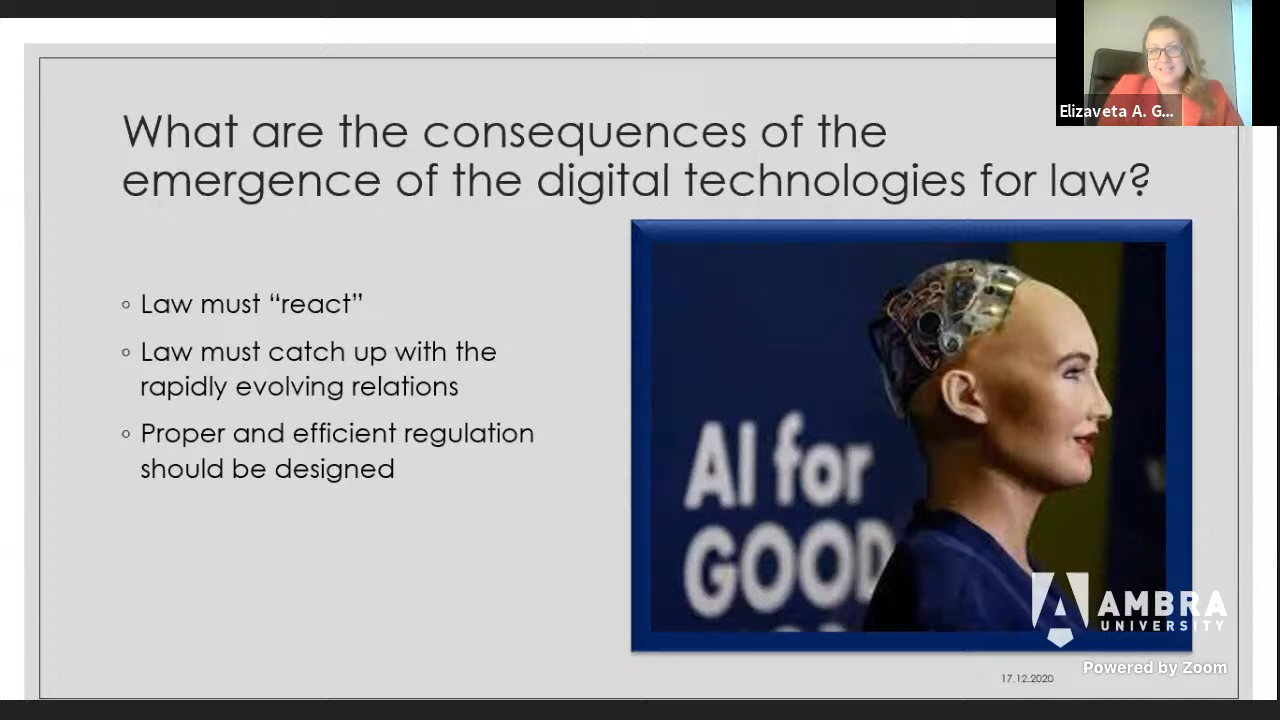 Elizaveta A. G...
What are the consequences of the
emergence of the digital technologies for law?
◦ Law must “react”
◦ Law must catch up with the
rapidly evolving relations
◦ Proper and efficient regulation
should be designed
AI for
GOOD
AMBRA
UNIVERSITY
Powered by Zoom
17.12.2020